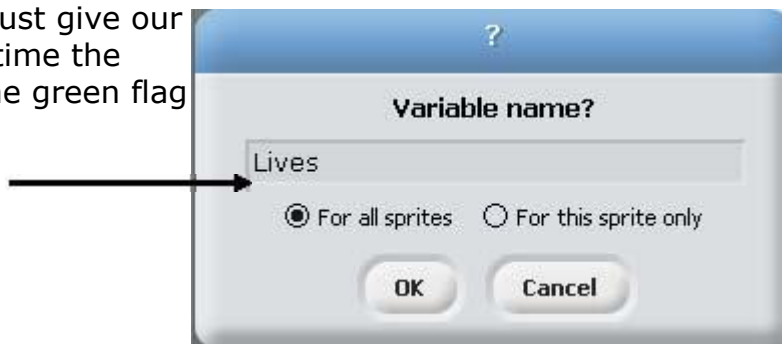 ust give our
time the
e green flag
?
Variable name?
Lives
For all sprites For this sprite only
OK Cancel